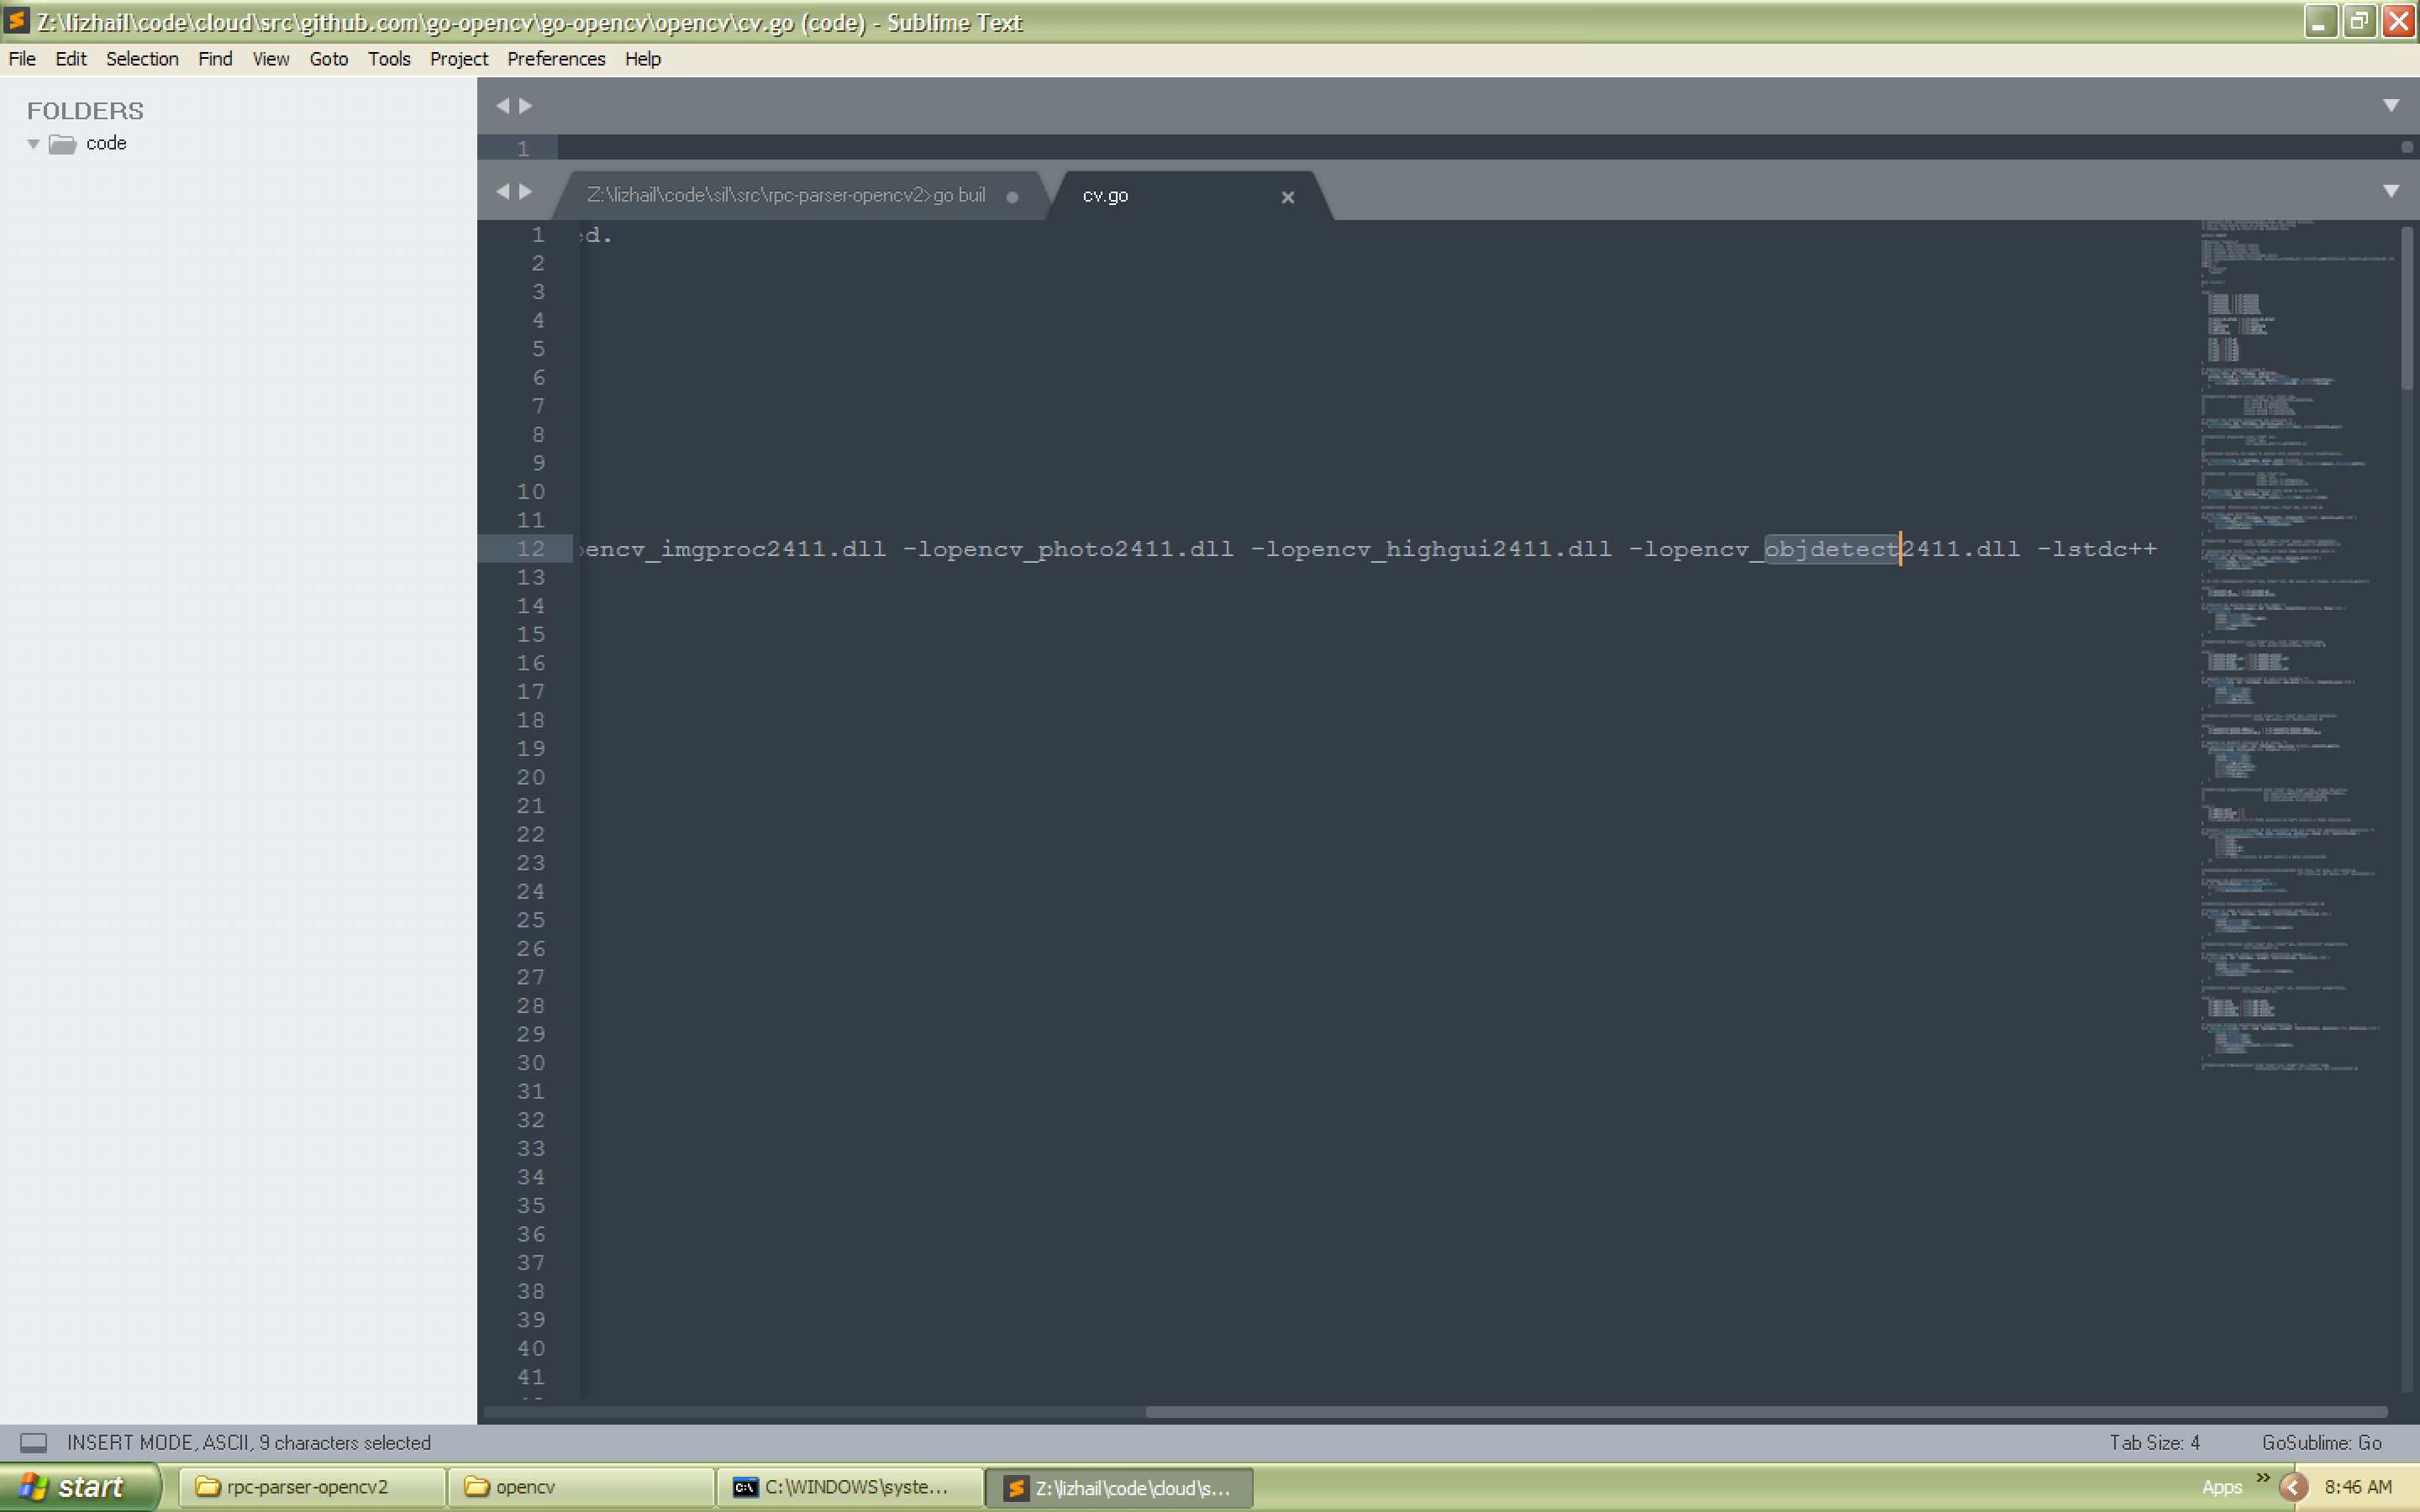 Z:\lizhail\code\cloud\src\github.com\go-opencv\go-opencv\opencv\cv.go (code) - Sublime Text
File Edit Selection Find View Goto Tools Project Preferences Help
FOLDERS
code
1
Z:\lizhail\code\sil\src\rpc-parser-opencv2>go buil
cv.go
1 ed.
2
3
4
5
6
7
8
9
10
11
12 pencv_imgproc2411.dll -lopencv_photo2411.dll -lopencv_highgui2411.dll -lopencv_objdetect2411.dll -lstdc++
13
14
15
16
17
18
19
20
21
22
23
24
25
26
27
28
29
30
31
32
33
34
35
36
37
38
39
40
41
INSERT MODE, ASCII, 9 characters selected
Tab Size: 4
GoSublime: Go
start
rpc-parser-opencv2
opencv
C:\WINDOWS\syste...
Z:\lizhail\code\cloud\s...
Apps
8:46 AM